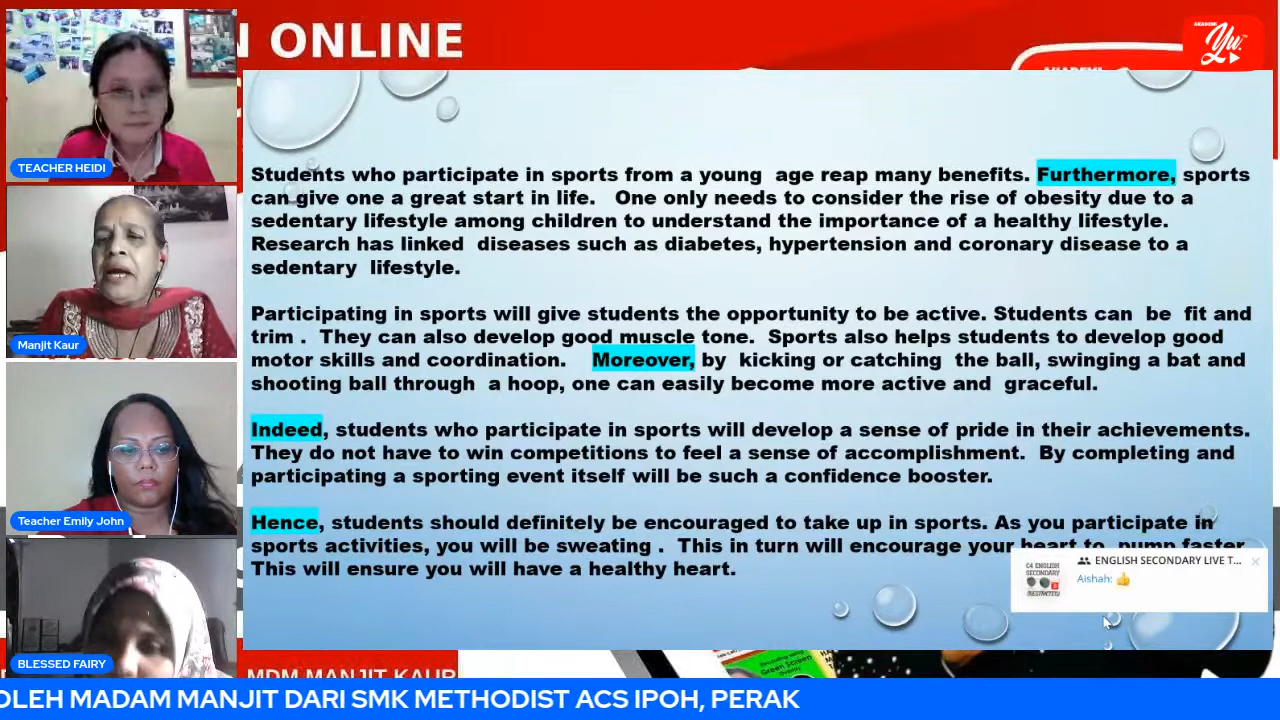 N ONLINE
AKADEMI
Yu.
TEACHER HEIDI
Students who participate in sports from a young age reap many benefits. Furthermore, sports
can give one a great start in life. One only needs to consider the rise of obesity due to a
sedentary lifestyle among children to understand the importance of a healthy lifestyle.
Research has linked diseases such as diabetes, hypertension and coronary disease to a
sedentary lifestyle.
Participating in sports will give students the opportunity to be active. Students can be fit and
trim . They can also develop good muscle tone. Sports also helps students to develop good
motor skills and coordination. Moreover, by kicking or catching the ball, swinging a bat and
shooting ball through a hoop, one can easily become more active and graceful.
Indeed, students who participate in sports will develop a sense of pride in their achievements.
They do not have to win competitions to feel a sense of accomplishment. By completing and
participating a sporting event itself will be such a confidence booster.
Hence, students should definitely be encouraged to take up in sports. As you participate in
sports activities, you will be sweating . This in turn will encourage your heart to pump faster
This will ensure you will have a healthy heart.
Manjit Kaur
Teacher Emily John
BLESSED FAIRY
C4 ENGLISH
SECONDARY
ENGLISH SECONDARY LIVE T...
Aishah: 👍
MDM MANJIT KAUR
Green Screen
OLEH MADAM MANJIT DARI SMK METHODIST ACS IPOH, PERAK